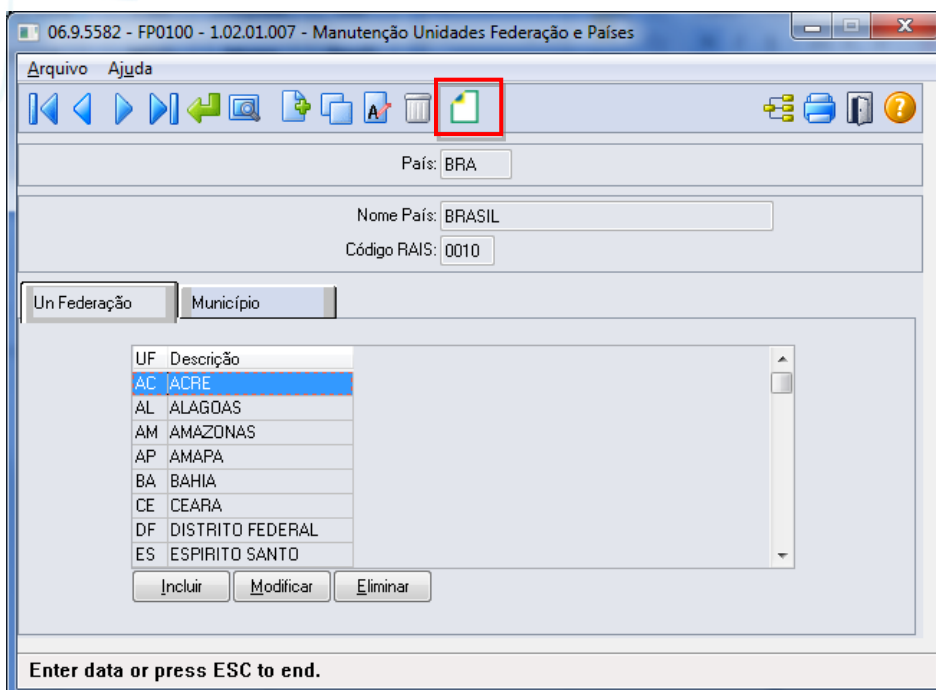 06.9.5582 - FP0100 - 1.02.01.007 - Manutenção Unidades Federação e Países
Arquivo Ajuda
País: BRA
Nome País: BRASIL
Código RAIS: 0010
Un Federação Município
UF Descrição
AC ACRE
AL ALAGOAS
AM AMAZONAS
AP AMAPA
BA BAHIA
CE CEARA
DF DISTRITO FEDERAL
ES ESPIRITO SANTO
Incluir Modificar Eliminar
Enter data or press ESC to end.